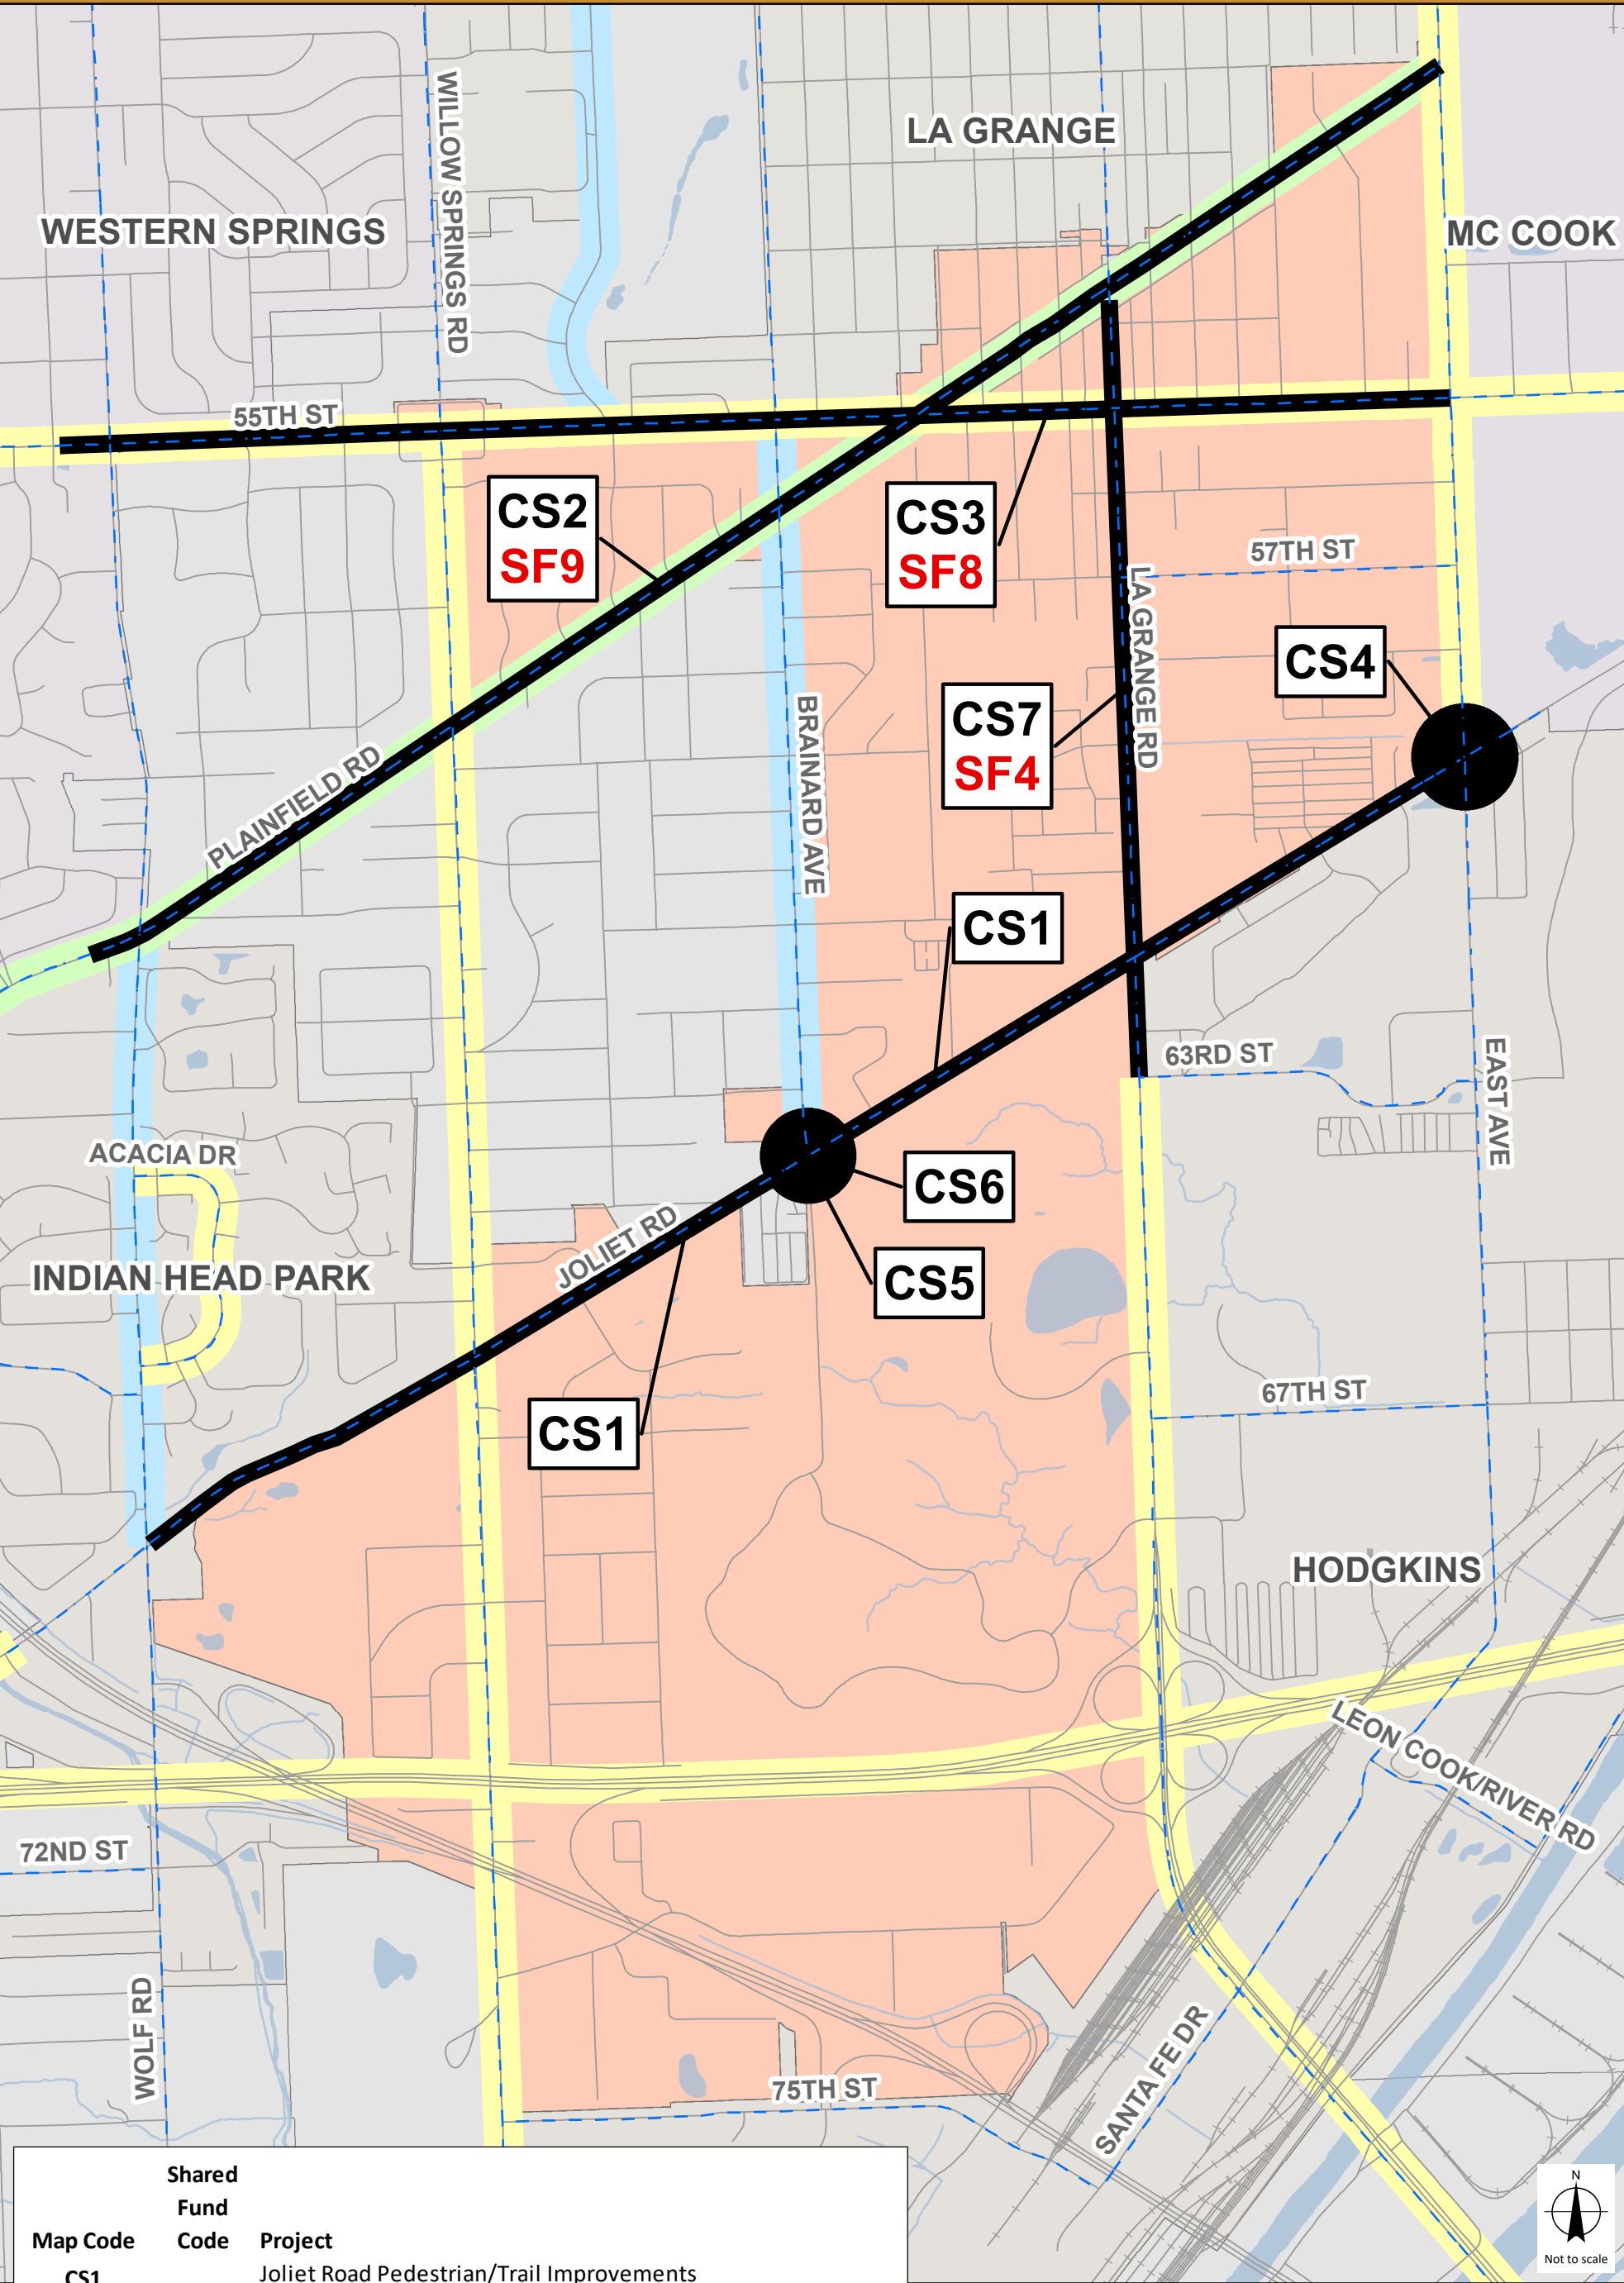 LA GRANGE
WILLOW SPRINGS RD
WESTERN SPRINGS
MC COOK
55TH ST
CS2
SF9
CS3
SF8
57TH ST
LA GRANGE RD
CS4
CS7
SF4
BRAINARD AVE
PLAINFIELD RD
CS1
63RD ST
EAST AVE
ACACIA DR
CS6
JOLIET RD
INDIAN HEAD PARK
CS5
67TH ST
CS1
HODGKINS
LEON COOK/RIVER RD
72ND ST
WOLF RD
SANTA FE DR
75TH ST
Shared
Fund
Map Code Code Project
CS1 Joliet Road Pedestrian/Trail Improvements
N
Not to scale